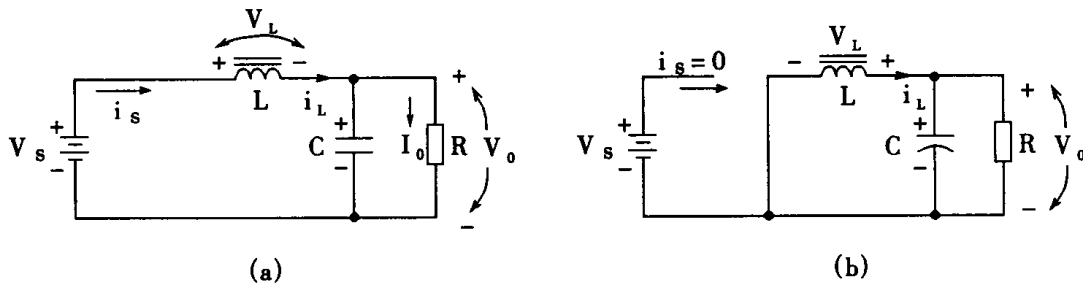 V_L
+ −
i_s
L
i_L
+
V_s
+
−
C
+
−
I_0
R
V_0
−
(a)
i_s = 0
V_L
− +
L
i_L
V_s
+
−
C
+
−
R
+
V_0
−
(b)